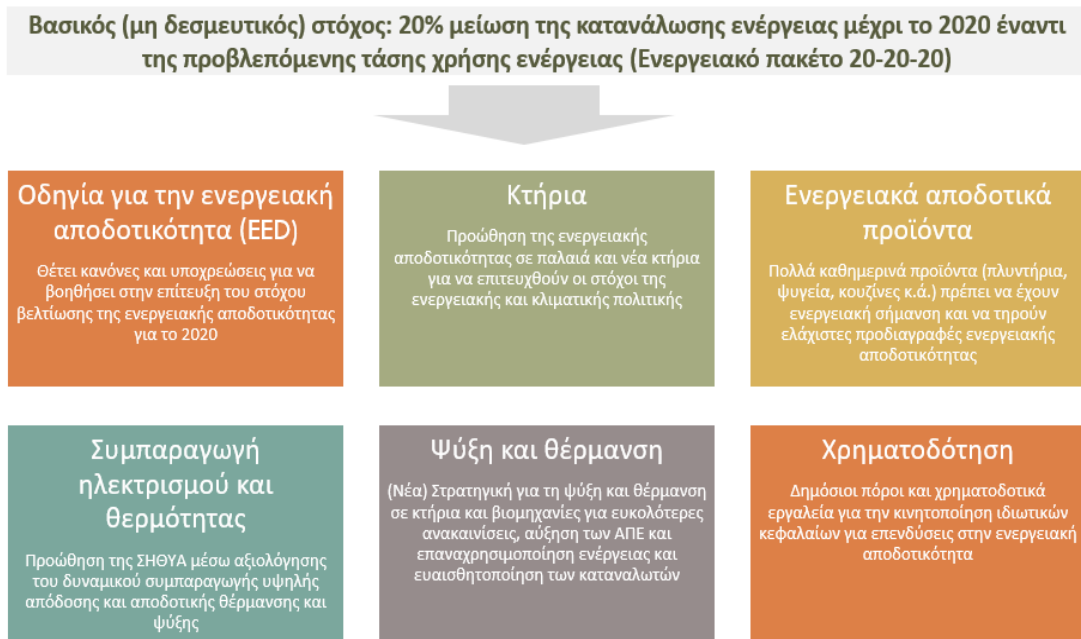 Βασικός (μη δεσμευτικός) στόχος: 20% μείωση της κατανάλωσης ενέργειας μέχρι το 2020 έναντι
της προβλεπόμενης τάσης χρήσης ενέργειας (Ενεργειακό πακέτο 20-20-20)
Οδηγία για την ενεργειακή
αποδοτικότητα (EED)
Θέτει κανόνες και υποχρεώσεις για να
βοηθήσει στην επίτευξη του στόχου
βελτίωσης της ενεργειακής αποδοτικότητας
για το 2020
Κτήρια
Προώθηση της ενεργειακής
αποδοτικότητας σε παλαιά και νέα κτήρια
για να επιτευχθούν οι στόχοι της
ενεργειακής και κλιματικής πολιτικής
Ενεργειακά αποδοτικά
προϊόντα
Πολλά καθημερινά προϊόντα (πλυντήρια,
ψυγεία, κουζίνες κ.ά.) πρέπει να έχουν
ενεργειακή σήμανση και να τηρούν
ελάχιστες προδιαγραφές ενεργειακής
αποδοτικότητας
Συμπαραγωγή
ηλεκτρισμού και
θερμότητας
Προώθηση της ΣΗΘΥΑ μέσω αξιολόγησης
του δυναμικού συμπαραγωγής υψηλής
απόδοσης και αποδοτικής θέρμανσης και
ψύξης
Ψύξη και θέρμανση
(Νέα) Στρατηγική για τη ψύξη και θέρμανση
σε κτήρια και βιομηχανίες για ευκολότερες
ανακαινίσεις, αύξηση των ΑΠΕ και
επαναχρησιμοποίηση ενέργειας και
ευαισθητοποίηση των καταναλωτών
Χρηματοδότηση
Δημόσιοι πόροι και χρηματοδοτικά
εργαλεία για την κινητοποίηση ιδιωτικών
κεφαλαίων για επενδύσεις στην ενεργειακή
αποδοτικότητα